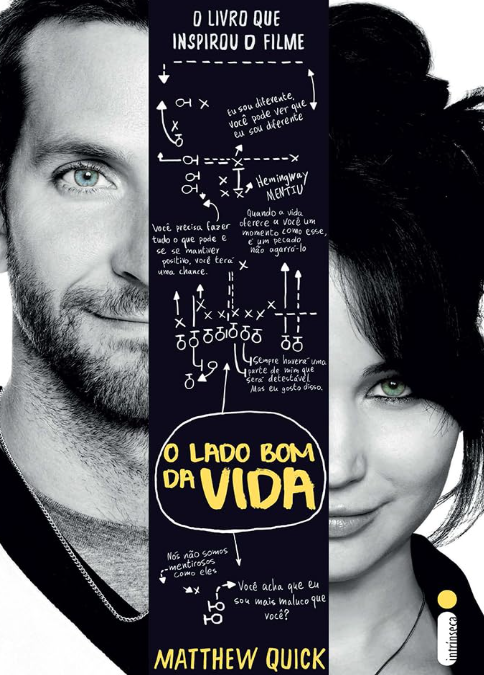 O LIVRO QUE
INSPIROU O FILME
Eu sou diferente,
você pode ver que
eu sou diferente
Hemingway
MENTIU
Você precisa fazer
tudo o que pode e
se se mantiver
positivo, você terá
uma chance.
Quando a vida
oferece a você um
momento como esse,
é um pecado
não agarrá-lo
Sempre haverá uma
parte de mim que
será detestável.
Mas eu gosto disso.
O LADO BOM
DA VIDA
Nós não somos
mentirosos
como eles
Você acha que eu
sou mais maluco que
você?
MATTHEW QUICK
intrínseca